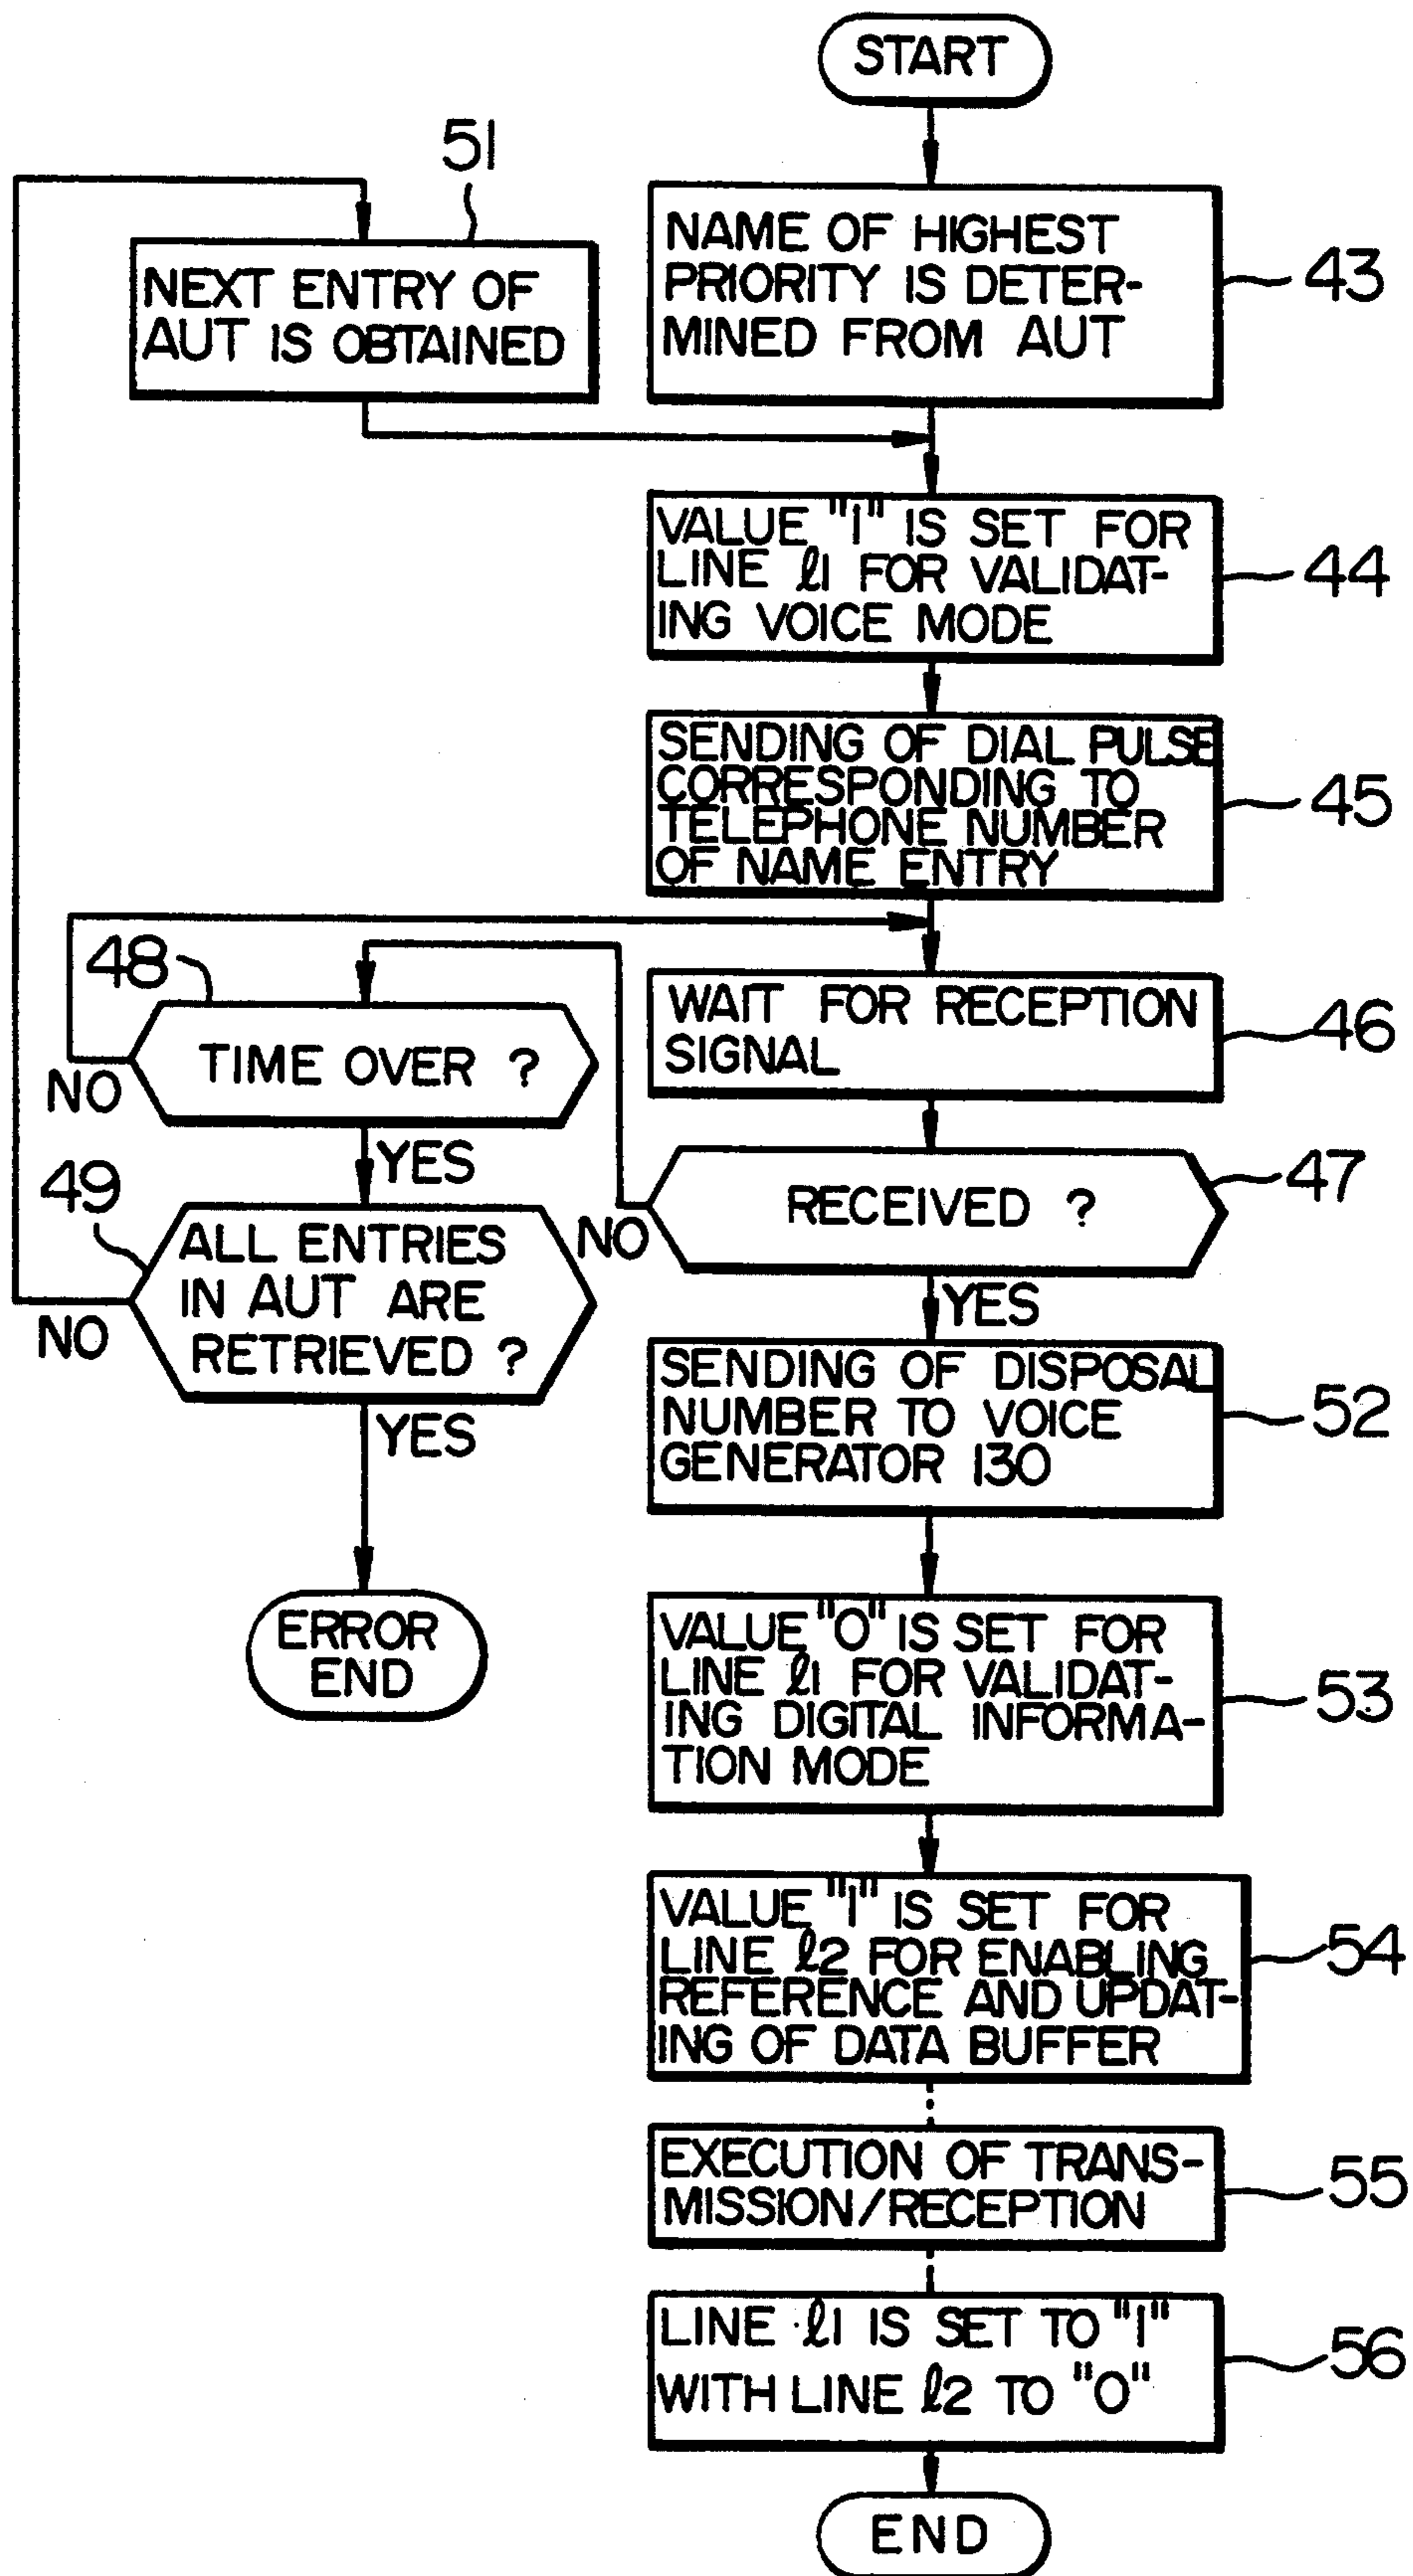 START
51
NEXT ENTRY OF
AUT IS OBTAINED
NAME OF HIGHEST
PRIORITY IS DETER-
MINED FROM AUT
43
VALUE "1" IS SET FOR
LINE ℓ1 FOR VALIDAT-
ING VOICE MODE
44
SENDING OF DIAL PULSE
CORRESPONDING TO
TELEPHONE NUMBER
OF NAME ENTRY
45
48
TIME OVER ?
NO
YES
WAIT FOR RECEPTION
SIGNAL
46
RECEIVED ?
47
NO
YES
49
ALL ENTRIES
IN AUT ARE
RETRIEVED ?
NO
YES
ERROR
END
SENDING OF DISPOSAL
NUMBER TO VOICE
GENERATOR 130
52
VALUE "0" IS SET FOR
LINE ℓ1 FOR VALIDAT-
ING DIGITAL INFORMA-
TION MODE
53
VALUE "1" IS SET FOR
LINE ℓ2 FOR ENABLING
REFERENCE AND UPDAT-
ING OF DATA BUFFER
54
EXECUTION OF TRANS-
MISSION/RECEPTION
55
LINE ℓ1 IS SET TO "1"
WITH LINE ℓ2 TO "0"
56
END